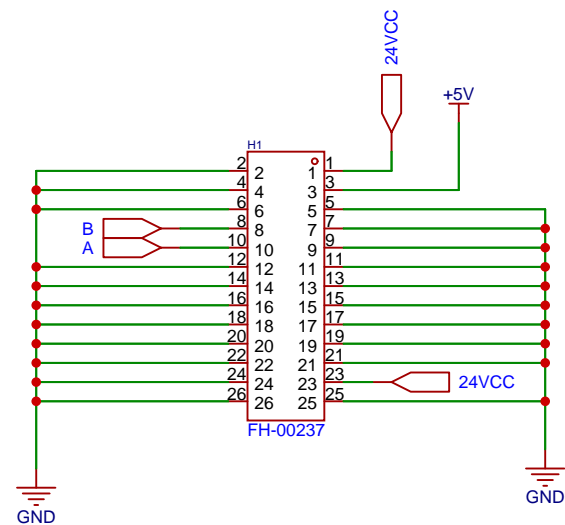 24VCC
+5V
H1
2 2 1 1
4 4 3 3
6 6 5 5
B 8 8 7 7
A 10 10 9 9
12 12 11 11
14 14 13 13
16 16 15 15
18 18 17 17
20 20 19 19
22 22 21 21
24 24 23 23 24VCC
26 26 25 25
FH-00237
GND
GND